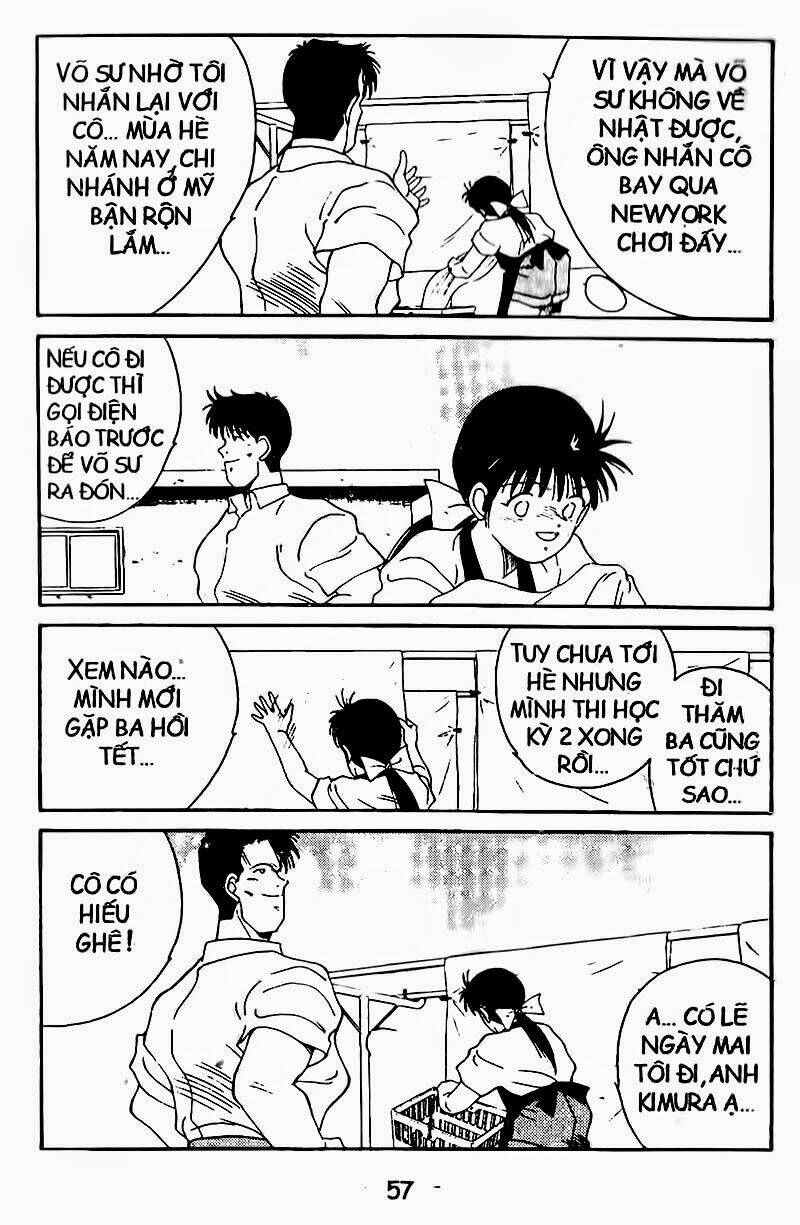 VÕ SƯ NHỜ TÔI
NHẮN LẠI VỚI
CÔ... MÙA HÈ
NĂM NAY, CHI
NHÁNH Ở MỸ
BẬN RỘN
LẮM...
VÌ VẬY MÀ VÕ
SƯ KHÔNG VỀ
NHẬT ĐƯỢC,
ÔNG NHẮN CÔ
BAY QUA
NEWYORK
CHƠI ĐẤY...
NẾU CÔ ĐI
ĐƯỢC THÌ
GỌI ĐIỆN
BÁO TRƯỚC
ĐỂ VÕ SƯ
RA ĐÓN...
XEM NÀO...
MÌNH MỚI
GẶP BA HỒI
TẾT...
TUY CHƯA TỚI
HÈ NHƯNG
MÌNH THI HỌC
KỲ 2 XONG
RỒI...
ĐI
THĂM
BA CŨNG
TỐT CHỨ
SAO...
CÔ CÓ
HIẾU
GHÊ!
A... CÓ LẼ
NGÀY MAI
TÔI ĐI, ANH
KIMURA Ạ...
57